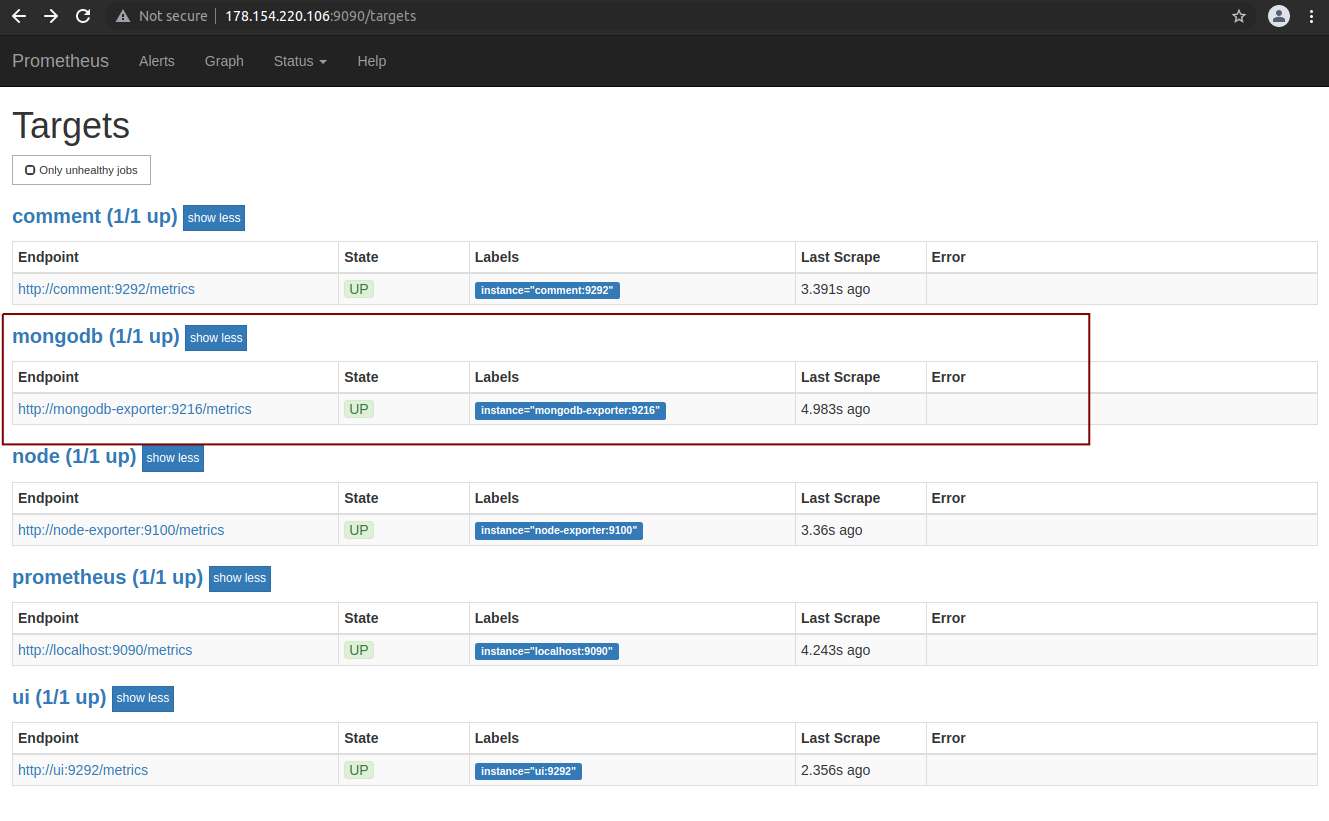 Not secure 178.154.220.106:9090/targets
Prometheus Alerts Graph Status Help
Targets
Only unhealthy jobs
comment (1/1 up) show less
Endpoint State Labels Last Scrape Error
http://comment:9292/metrics UP instance="comment:9292" 3.391s ago
mongodb (1/1 up) show less
Endpoint State Labels Last Scrape Error
http://mongodb-exporter:9216/metrics UP instance="mongodb-exporter:9216" 4.983s ago
node (1/1 up) show less
Endpoint State Labels Last Scrape Error
http://node-exporter:9100/metrics UP instance="node-exporter:9100" 3.36s ago
prometheus (1/1 up) show less
Endpoint State Labels Last Scrape Error
http://localhost:9090/metrics UP instance="localhost:9090" 4.243s ago
ui (1/1 up) show less
Endpoint State Labels Last Scrape Error
http://ui:9292/metrics UP instance="ui:9292" 2.356s ago